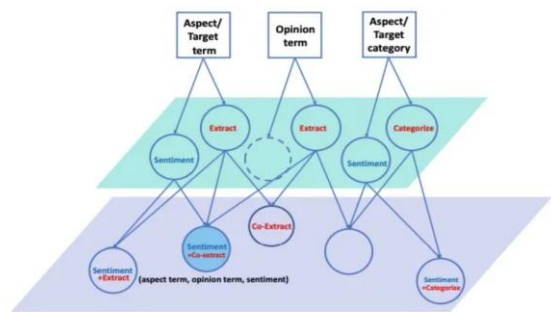 Aspect/
Target
term
Opinion
term
Aspect/
Target
category
Extract
Extract
Categorize
Sentiment
Sentiment
Co-Extract
Sentiment
+Co-extract
Sentiment
+Extract
(aspect term, opinion term, sentiment)
Sentiment
+Categorize